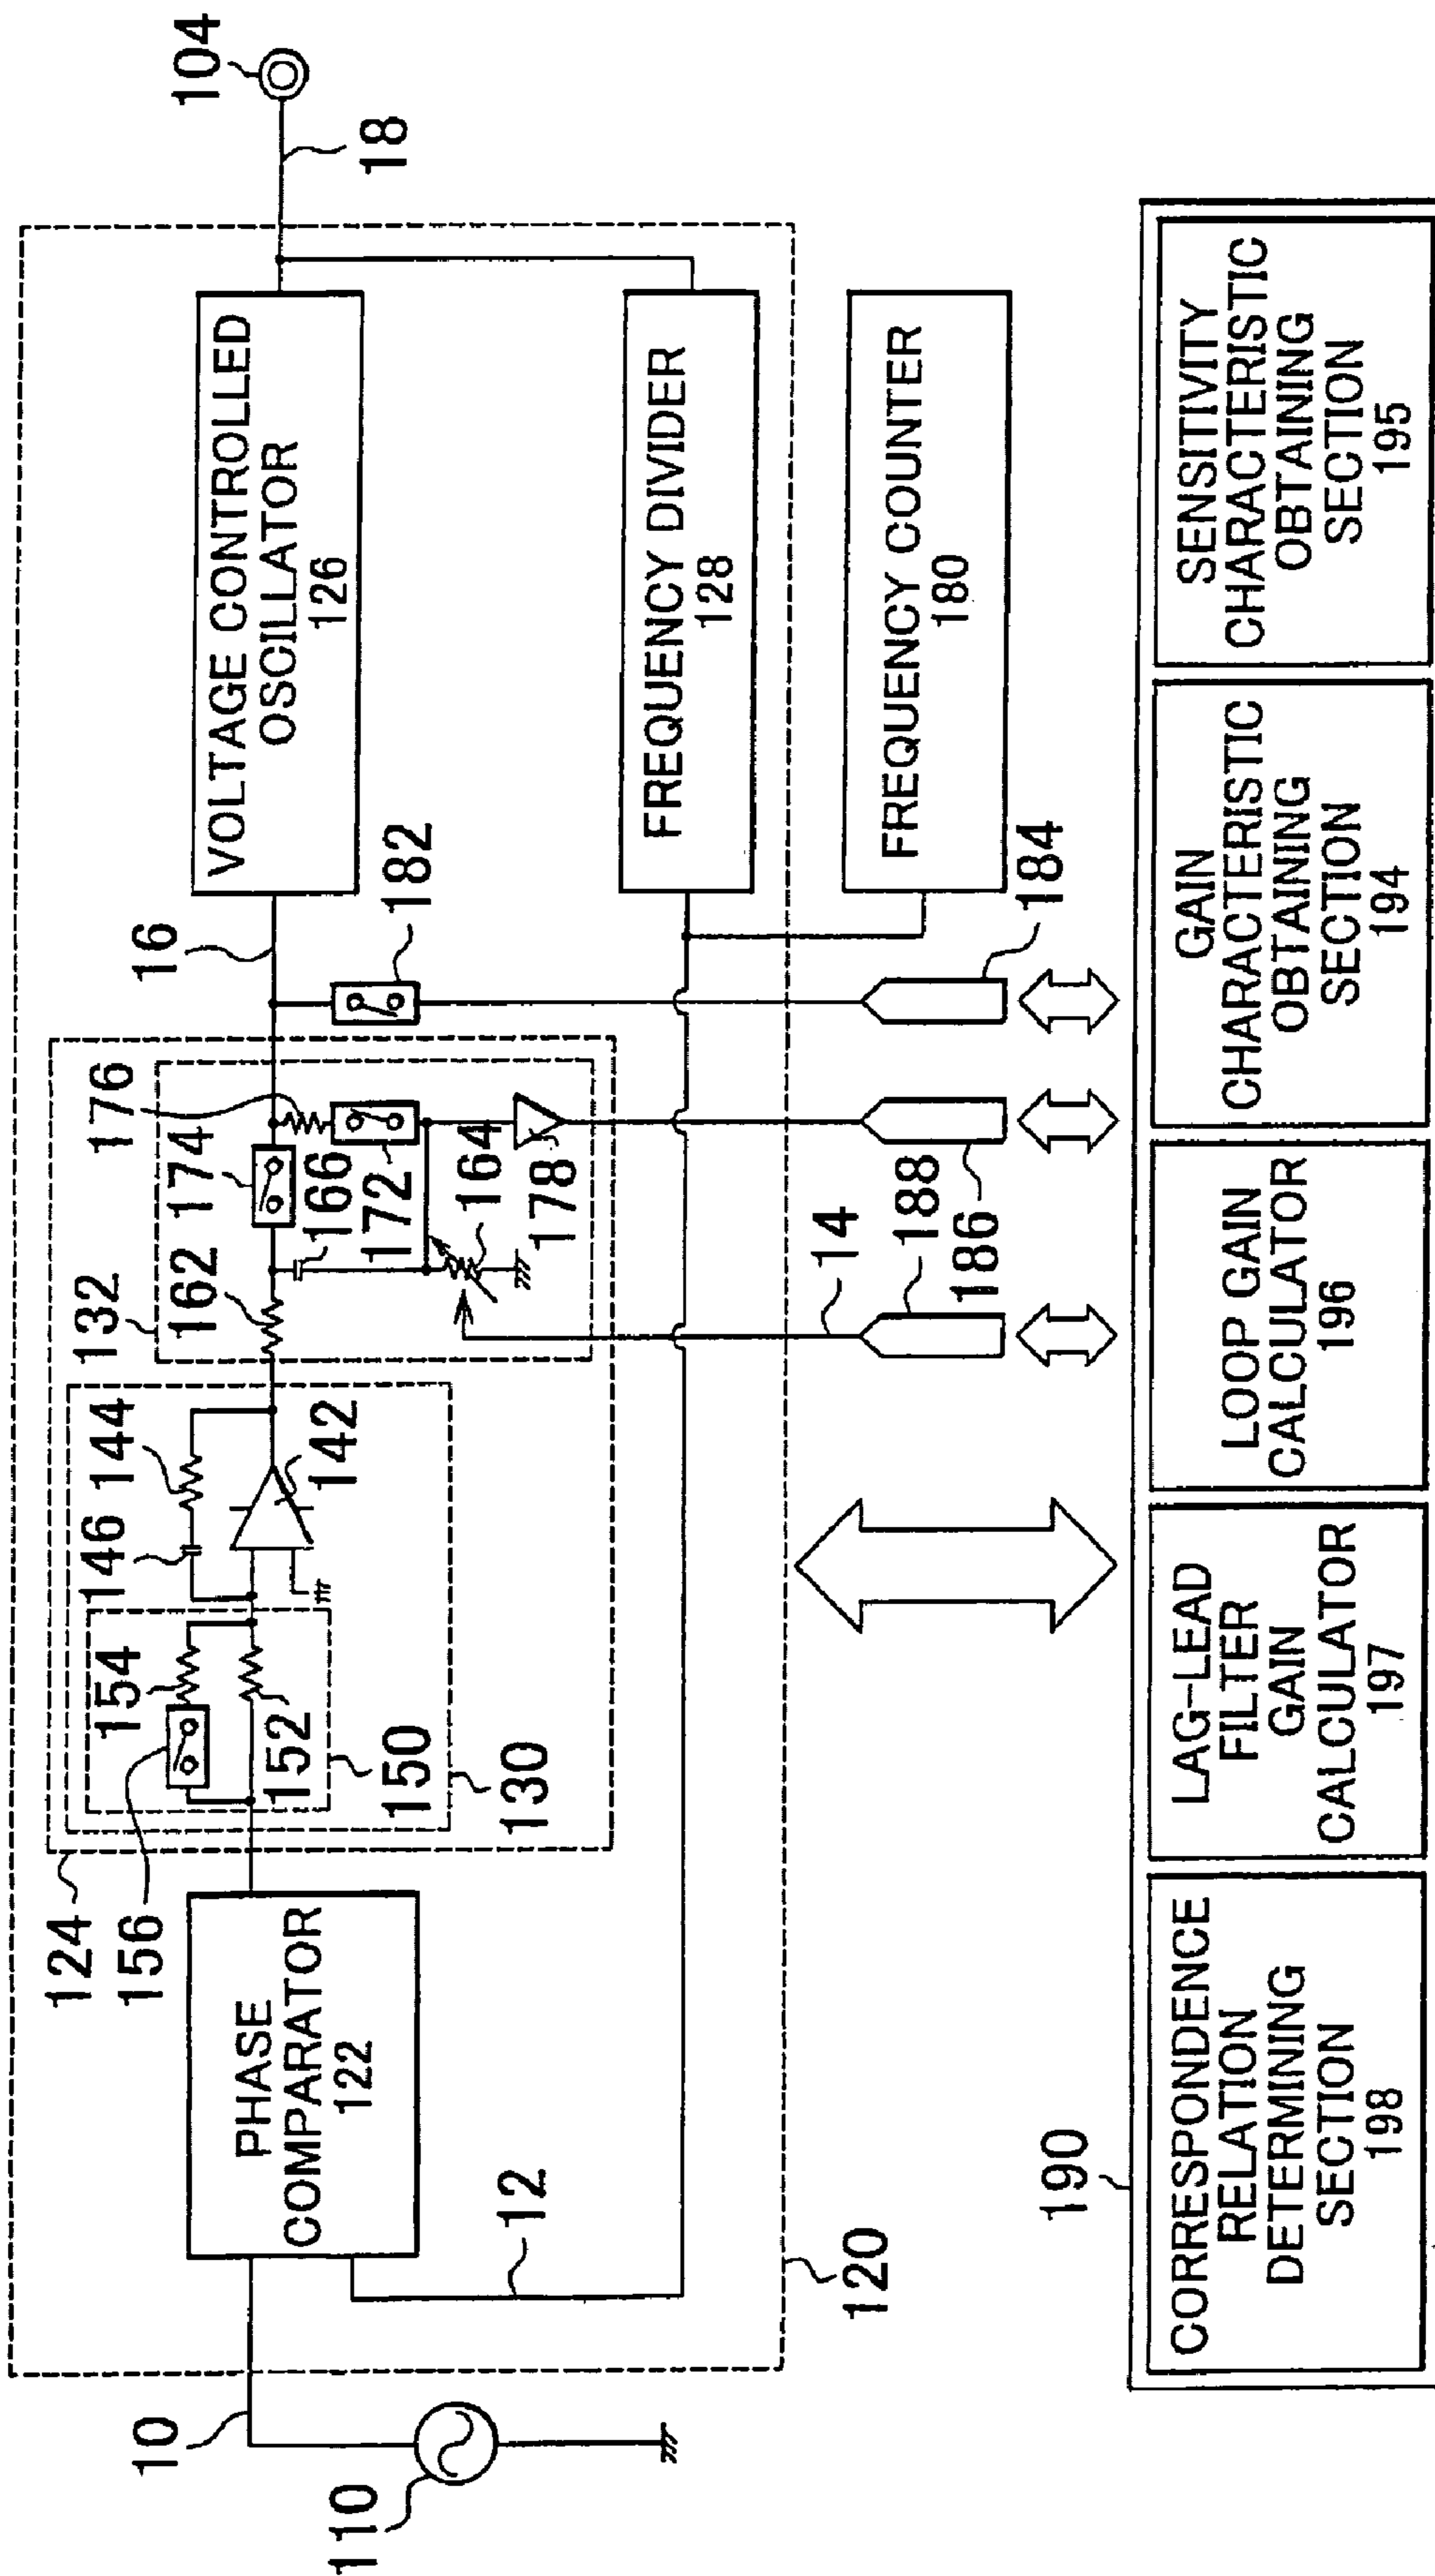 104
18
VOLTAGE CONTROLLED
OSCILLATOR
126
FREQUENCY DIVIDER
128
FREQUENCY COUNTER
180
16
182
184
176
174
166
172
164
178
132
162
14
188
186
144
146
142
154
156
152
150
130
124
PHASE
COMPARATOR
122
12
10
110
120
190
CORRESPONDENCE
RELATION
DETERMINING
SECTION
198
LAG-LEAD
FILTER
GAIN
CALCULATOR
197
LOOP GAIN
CALCULATOR
196
GAIN
CHARACTERISTIC
OBTAINING
SECTION
194
SENSITIVITY
CHARACTERISTIC
OBTAINING
SECTION
195